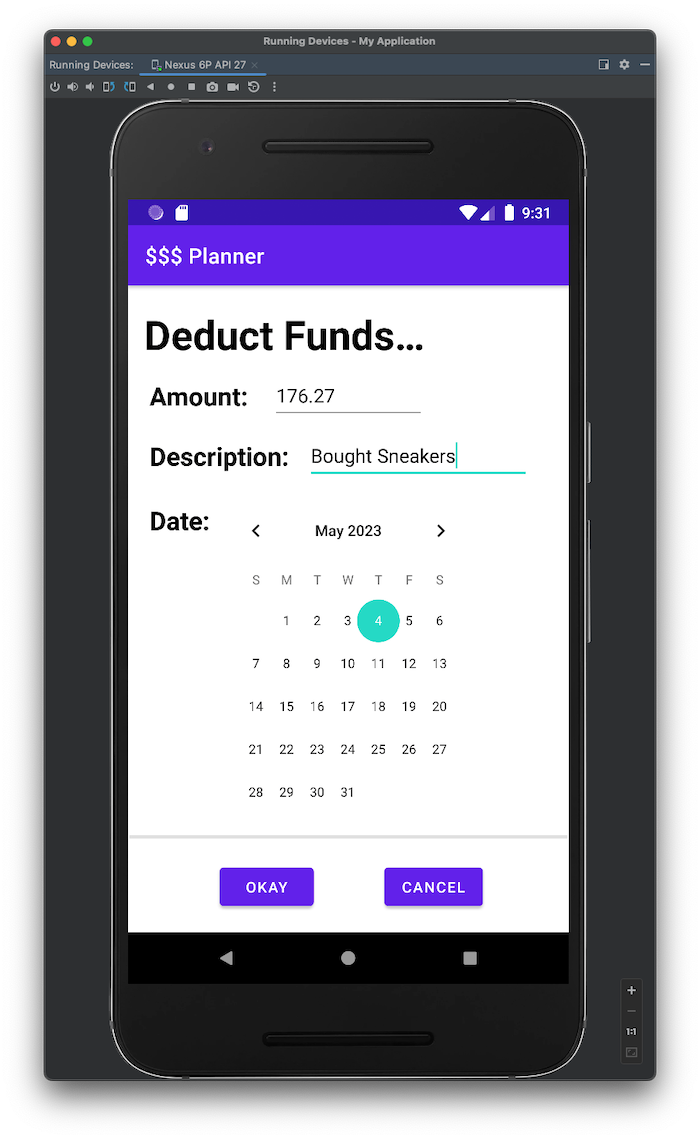 Running Devices - My Application
Running Devices: Nexus 6P API 27
9:31
$$$ Planner
Deduct Funds...
Amount: 176.27
Description: Bought Sneakers
Date: May 2023
S M T W T F S
1 2 3 4 5 6
7 8 9 10 11 12 13
14 15 16 17 18 19 20
21 22 23 24 25 26 27
28 29 30 31
OKAY CANCEL
1:1